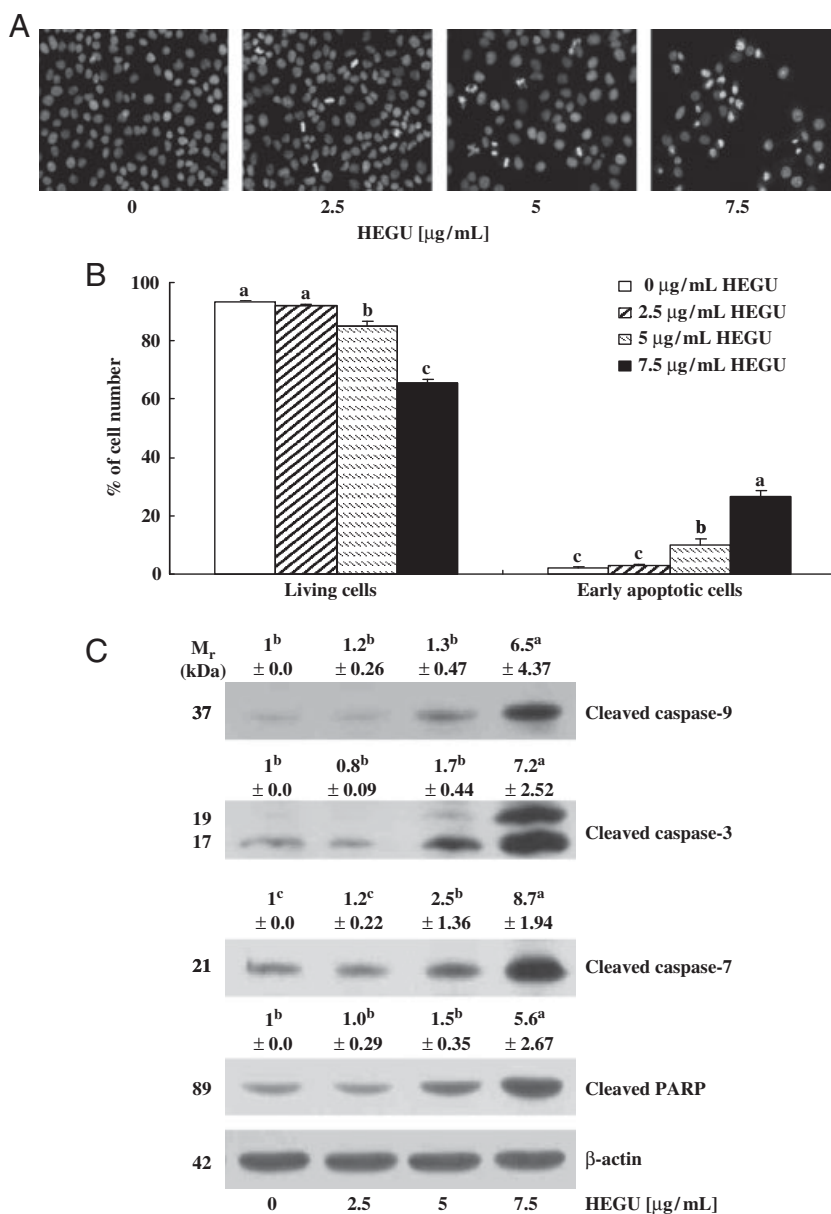 A
0
2.5
5
7.5
HEGU [μg/mL]
B
100
80
60
40
20
0
% of cell number
a
a
b
c
c
c
b
a
0 μg/mL HEGU
2.5 μg/mL HEGU
5 μg/mL HEGU
7.5 μg/mL HEGU
Living cells
Early apoptotic cells
C
Mr
(kDa)
1ᵇ 1.2ᵇ 1.3ᵇ 6.5ᵃ
± 0.0 ± 0.26 ± 0.47 ± 4.37
37 Cleaved caspase-9
1ᵇ 0.8ᵇ 1.7ᵇ 7.2ᵃ
± 0.0 ± 0.09 ± 0.44 ± 2.52
19
17
Cleaved caspase-3
1ᶜ 1.2ᶜ 2.5ᵇ 8.7ᵃ
± 0.0 ± 0.22 ± 1.36 ± 1.94
21 Cleaved caspase-7
1ᵇ 1.0ᵇ 1.5ᵇ 5.6ᵃ
± 0.0 ± 0.29 ± 0.35 ± 2.67
89 Cleaved PARP
42 β-actin
0 2.5 5 7.5 HEGU [μg/mL]